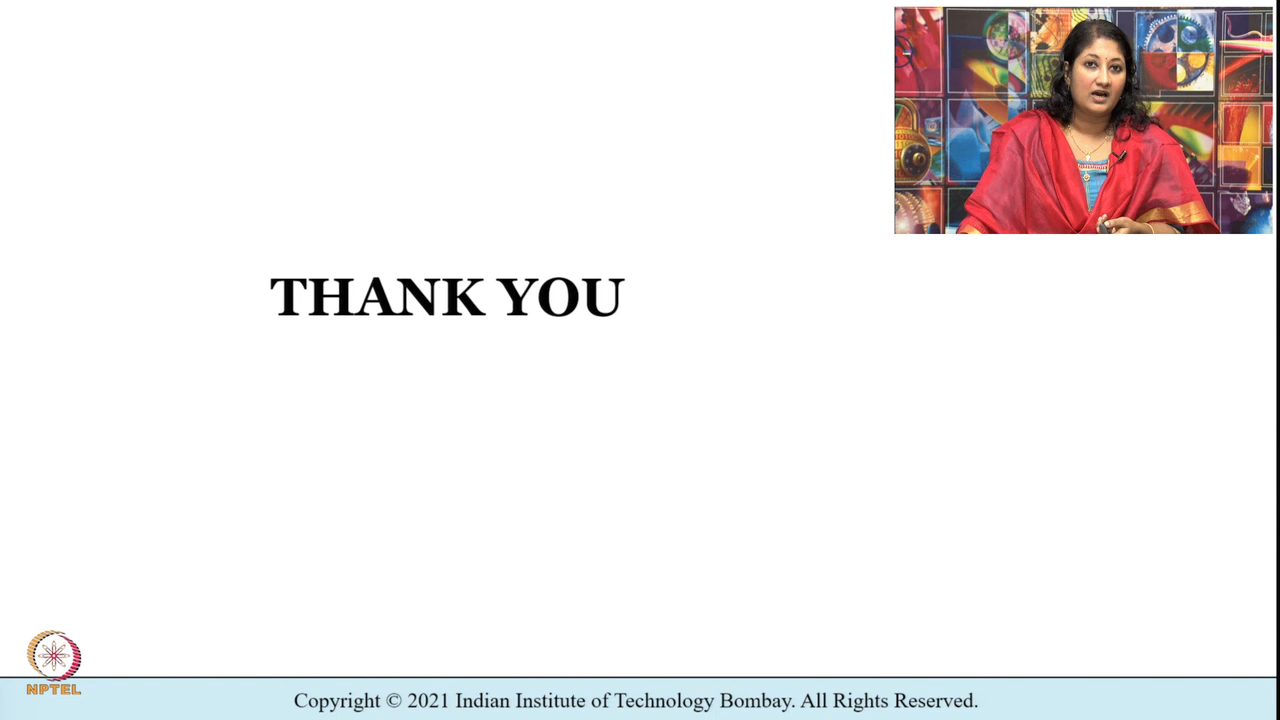 THANK YOU
NPTEL
Copyright © 2021 Indian Institute of Technology Bombay. All Rights Reserved.